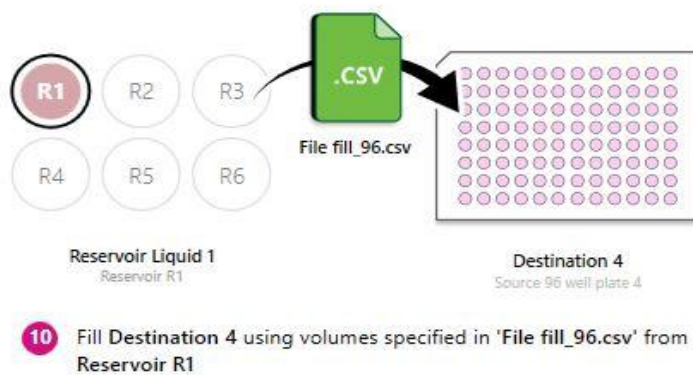 R1 R2 R3
.CSV
File fill_96.csv
R4 R5 R6
Reservoir Liquid 1
Reservoir R1
Destination 4
Source 96 well plate 4
10 Fill Destination 4 using volumes specified in 'File fill_96.csv' from
Reservoir R1